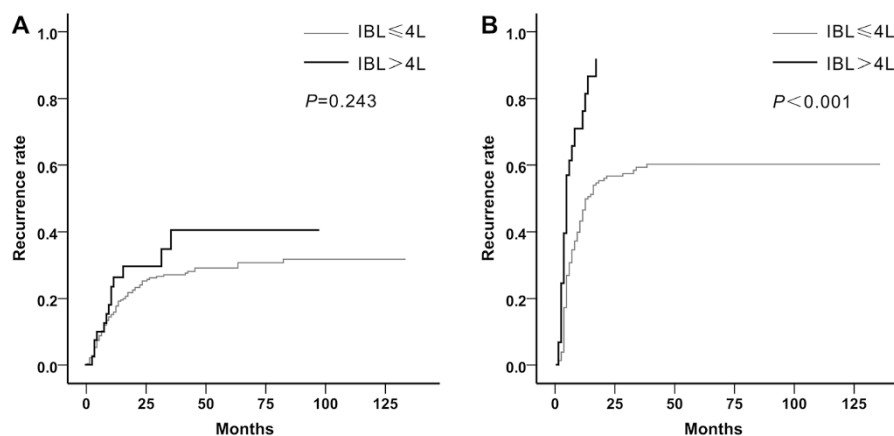 A
IBL≤4L
IBL>4L
P=0.243
1.0
0.8
0.6
0.4
0.2
0.0
Recurrence rate
0 25 50 75 100 125
Months
B
IBL≤4L
IBL>4L
P<0.001
1.0
0.8
0.6
0.4
0.2
0.0
Recurrence rate
0 25 50 75 100 125
Months